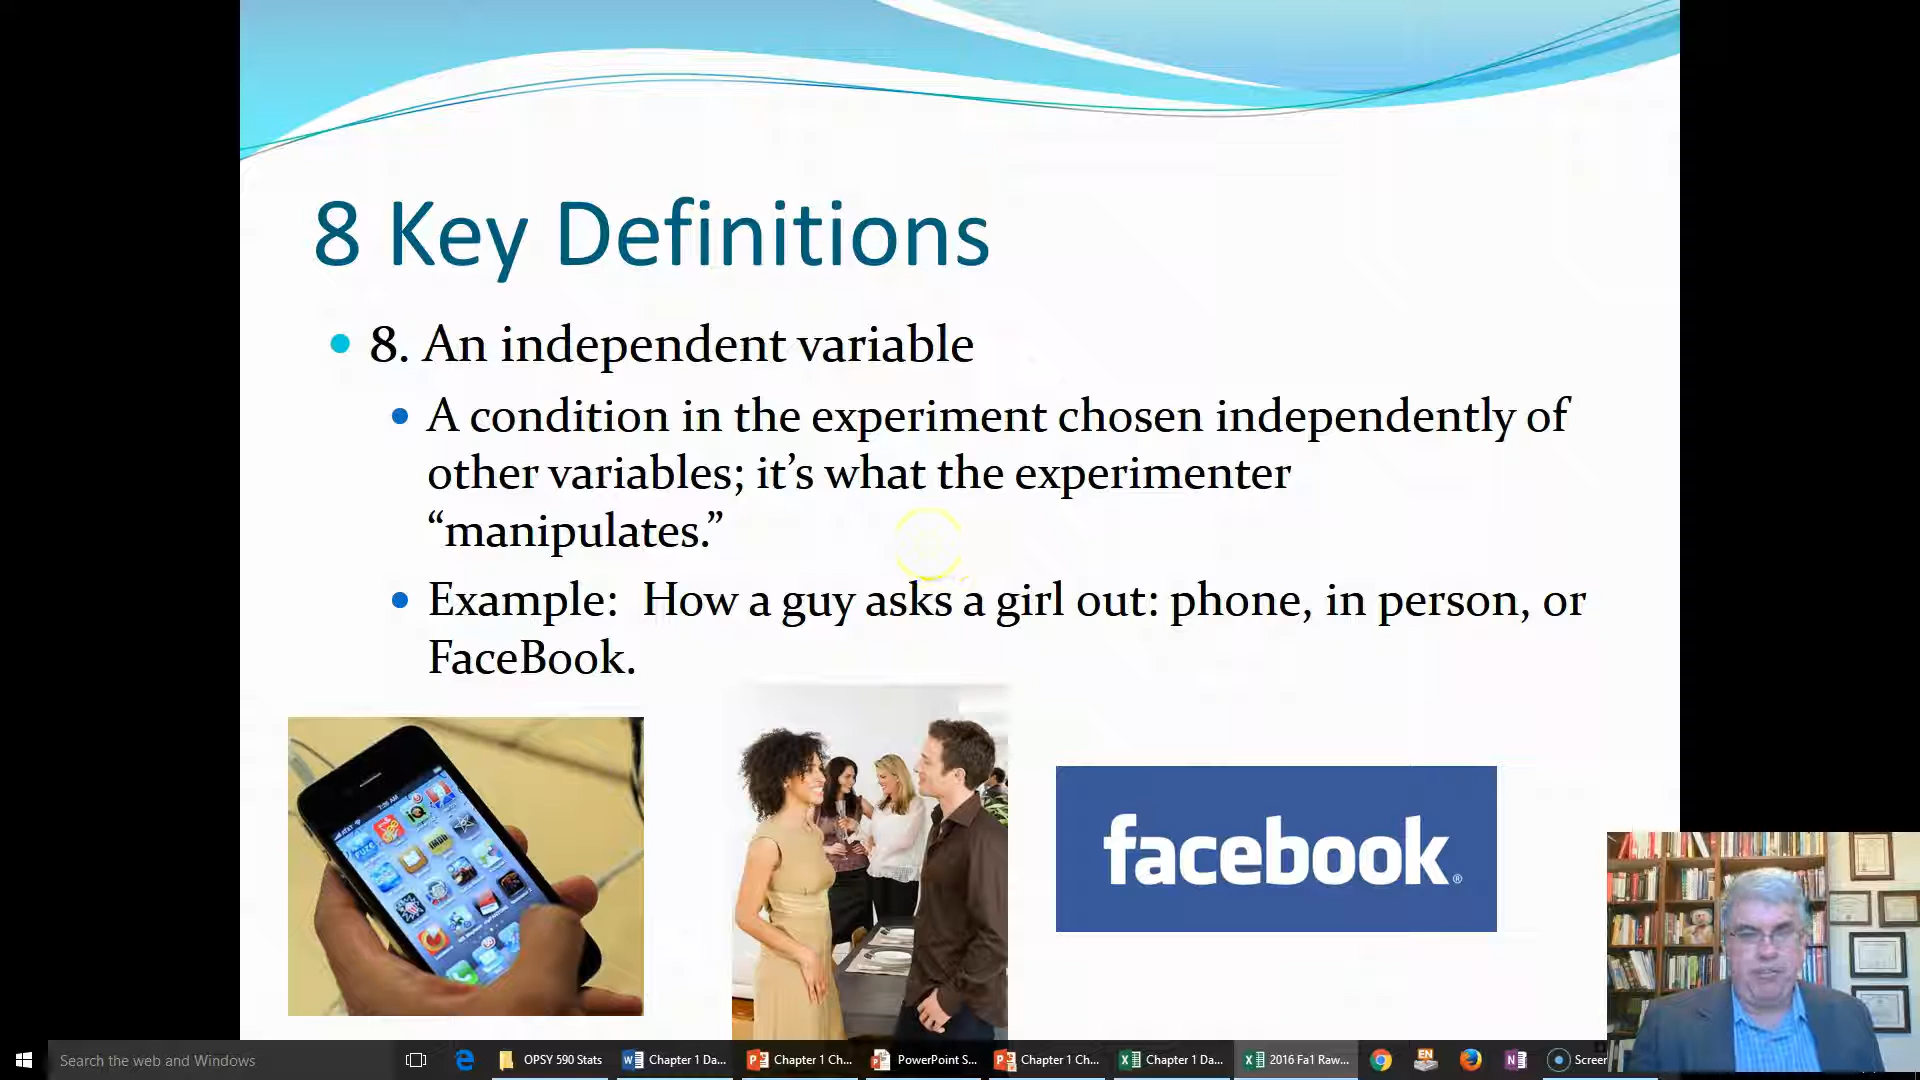 8 Key Definitions
8. An independent variable
A condition in the experiment chosen independently of
other variables; it’s what the experimenter
“manipulates.”
Example: How a guy asks a girl out: phone, in person, or
FaceBook.
facebook®
Search the web and Windows
OPSY 590 Stats
Chapter 1 Da...
Chapter 1 Ch...
PowerPoint S...
Chapter 1 Ch...
Chapter 1 Da...
2016 Fa1 Raw...
EN
Screen